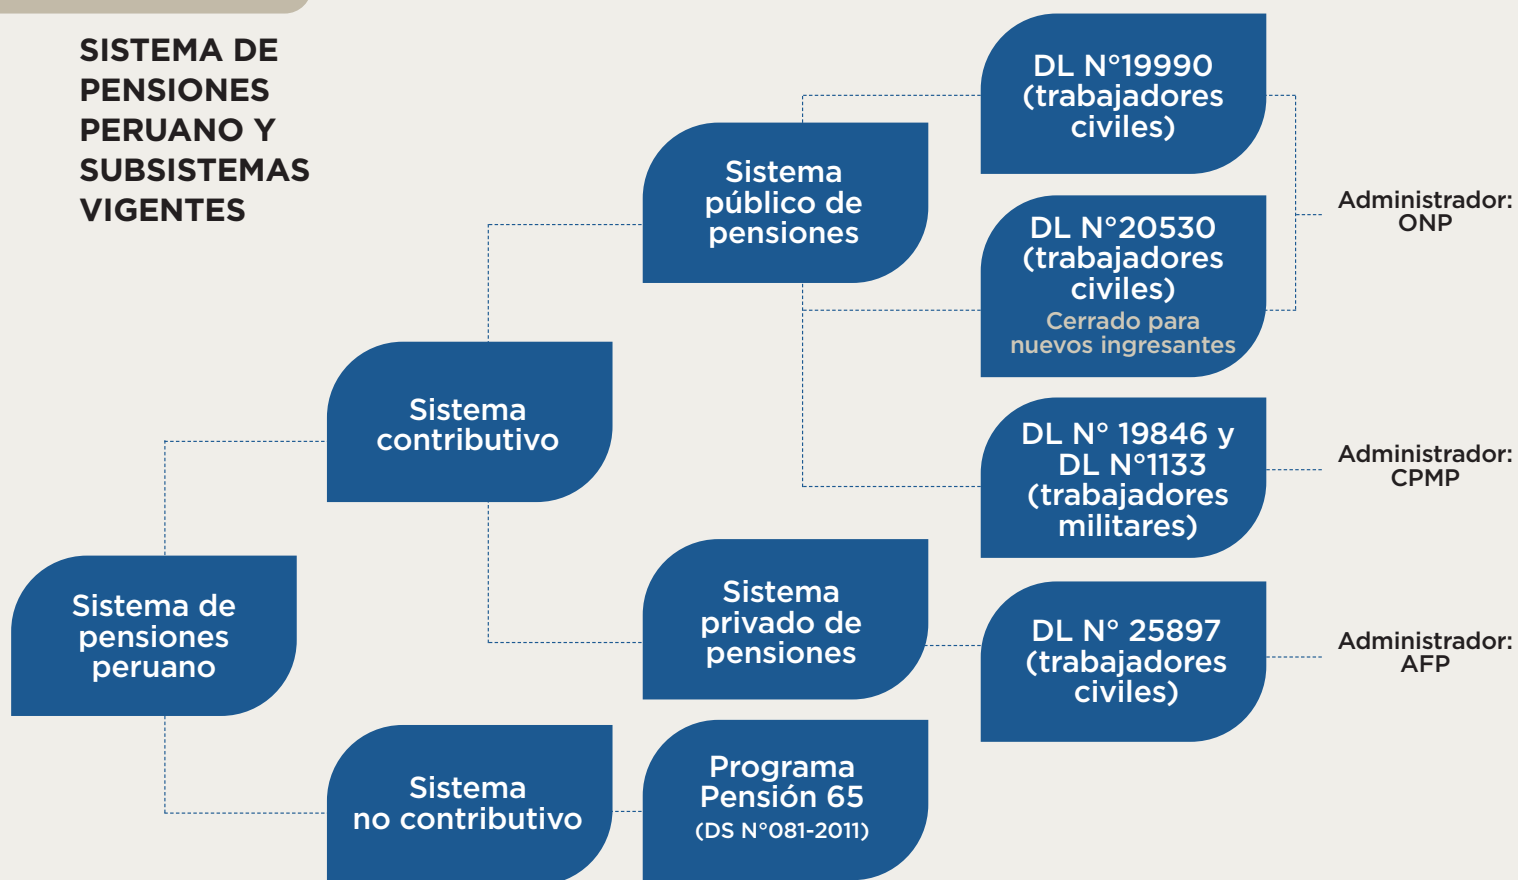 SISTEMA DE
PENSIONES
PERUANO Y
SUBSISTEMAS
VIGENTES
Sistema de
pensiones
peruano
Sistema
contributivo
Sistema
no contributivo
Sistema
público de
pensiones
Sistema
privado de
pensiones
Programa
Pensión 65
(DS N°081-2011)
DL N°19990
(trabajadores
civiles)
DL N°20530
(trabajadores
civiles)
Cerrado para
nuevos ingresantes
DL N° 19846 y
DL N°1133
(trabajadores
militares)
DL N° 25897
(trabajadores
civiles)
Administrador:
ONP
Administrador:
CPMP
Administrador:
AFP